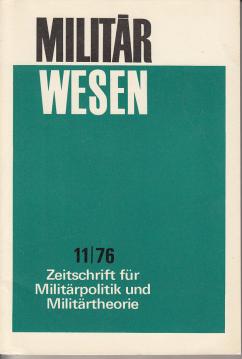 MILITÄR
WESEN
11|76
Zeitschrift für
Militärpolitik und
Militärtheorie